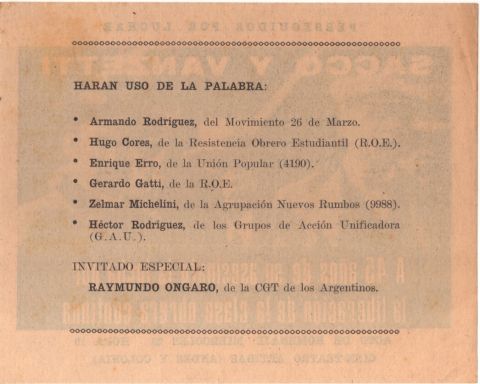 HARAN USO DE LA PALABRA:
* Armando Rodríguez, del Movimiento 26 de Marzo.
* Hugo Cores, de la Resistencia Obrero Estudiantil (R.O.E.).
* Enrique Erro, de la Unión Popular (4190).
* Gerardo Gatti, de la R.O.E.
* Zelmar Michelini, de la Agrupación Nuevos Rumbos (9988).
* Héctor Rodríguez, de los Grupos de Acción Unificadora
(G.A.U.).
INVITADO ESPECIAL:
RAYMUNDO ONGARO, de la CGT de los Argentinos.